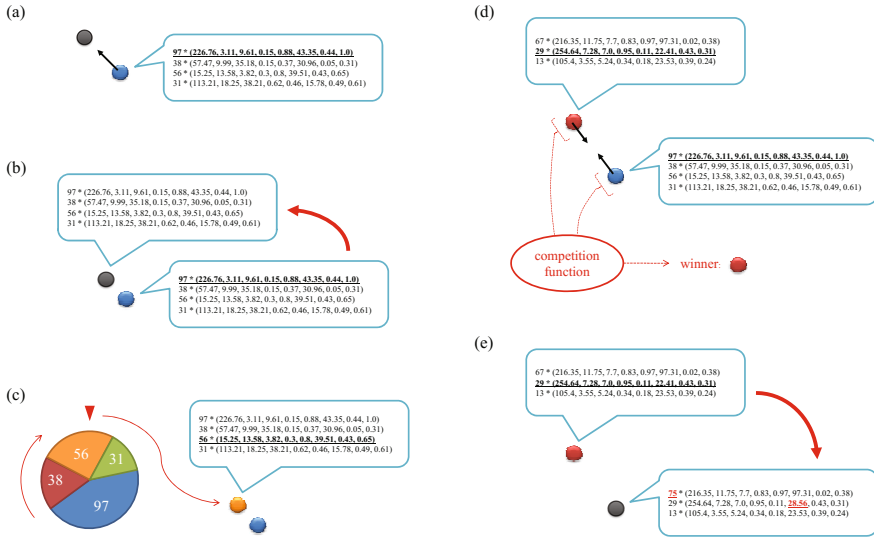 (a)
97 * (226.76, 3.11, 9.61, 0.15, 0.88, 43.35, 0.44, 1.0)
38 * (57.47, 9.99, 35.18, 0.15, 0.37, 30.96, 0.05, 0.31)
56 * (15.25, 13.58, 3.82, 0.3, 0.8, 39.51, 0.43, 0.65)
31 * (113.21, 18.25, 38.21, 0.62, 0.46, 15.78, 0.49, 0.61)
(b)
97 * (226.76, 3.11, 9.61, 0.15, 0.88, 43.35, 0.44, 1.0)
38 * (57.47, 9.99, 35.18, 0.15, 0.37, 30.96, 0.05, 0.31)
56 * (15.25, 13.58, 3.82, 0.3, 0.8, 39.51, 0.43, 0.65)
31 * (113.21, 18.25, 38.21, 0.62, 0.46, 15.78, 0.49, 0.61)
97 * (226.76, 3.11, 9.61, 0.15, 0.88, 43.35, 0.44, 1.0)
38 * (57.47, 9.99, 35.18, 0.15, 0.37, 30.96, 0.05, 0.31)
56 * (15.25, 13.58, 3.82, 0.3, 0.8, 39.51, 0.43, 0.65)
31 * (113.21, 18.25, 38.21, 0.62, 0.46, 15.78, 0.49, 0.61)
(c)
56
31
38
97
97 * (226.76, 3.11, 9.61, 0.15, 0.88, 43.35, 0.44, 1.0)
38 * (57.47, 9.99, 35.18, 0.15, 0.37, 30.96, 0.05, 0.31)
56 * (15.25, 13.58, 3.82, 0.3, 0.8, 39.51, 0.43, 0.65)
31 * (113.21, 18.25, 38.21, 0.62, 0.46, 15.78, 0.49, 0.61)
(d)
67 * (216.35, 11.75, 7.7, 0.83, 0.97, 97.31, 0.02, 0.38)
29 * (254.64, 7.28, 7.0, 0.95, 0.11, 22.41, 0.43, 0.31)
13 * (105.4, 3.55, 5.24, 0.34, 0.18, 23.53, 0.39, 0.24)
97 * (226.76, 3.11, 9.61, 0.15, 0.88, 43.35, 0.44, 1.0)
38 * (57.47, 9.99, 35.18, 0.15, 0.37, 30.96, 0.05, 0.31)
56 * (15.25, 13.58, 3.82, 0.3, 0.8, 39.51, 0.43, 0.65)
31 * (113.21, 18.25, 38.21, 0.62, 0.46, 15.78, 0.49, 0.61)
competition
function
winner:
(e)
67 * (216.35, 11.75, 7.7, 0.83, 0.97, 97.31, 0.02, 0.38)
29 * (254.64, 7.28, 7.0, 0.95, 0.11, 22.41, 0.43, 0.31)
13 * (105.4, 3.55, 5.24, 0.34, 0.18, 23.53, 0.39, 0.24)
75 * (216.35, 11.75, 7.7, 0.83, 0.97, 97.31, 0.02, 0.38)
29 * (254.64, 7.28, 7.0, 0.95, 0.11, 28.56, 0.43, 0.31)
13 * (105.4, 3.55, 5.24, 0.34, 0.18, 23.53, 0.39, 0.24)